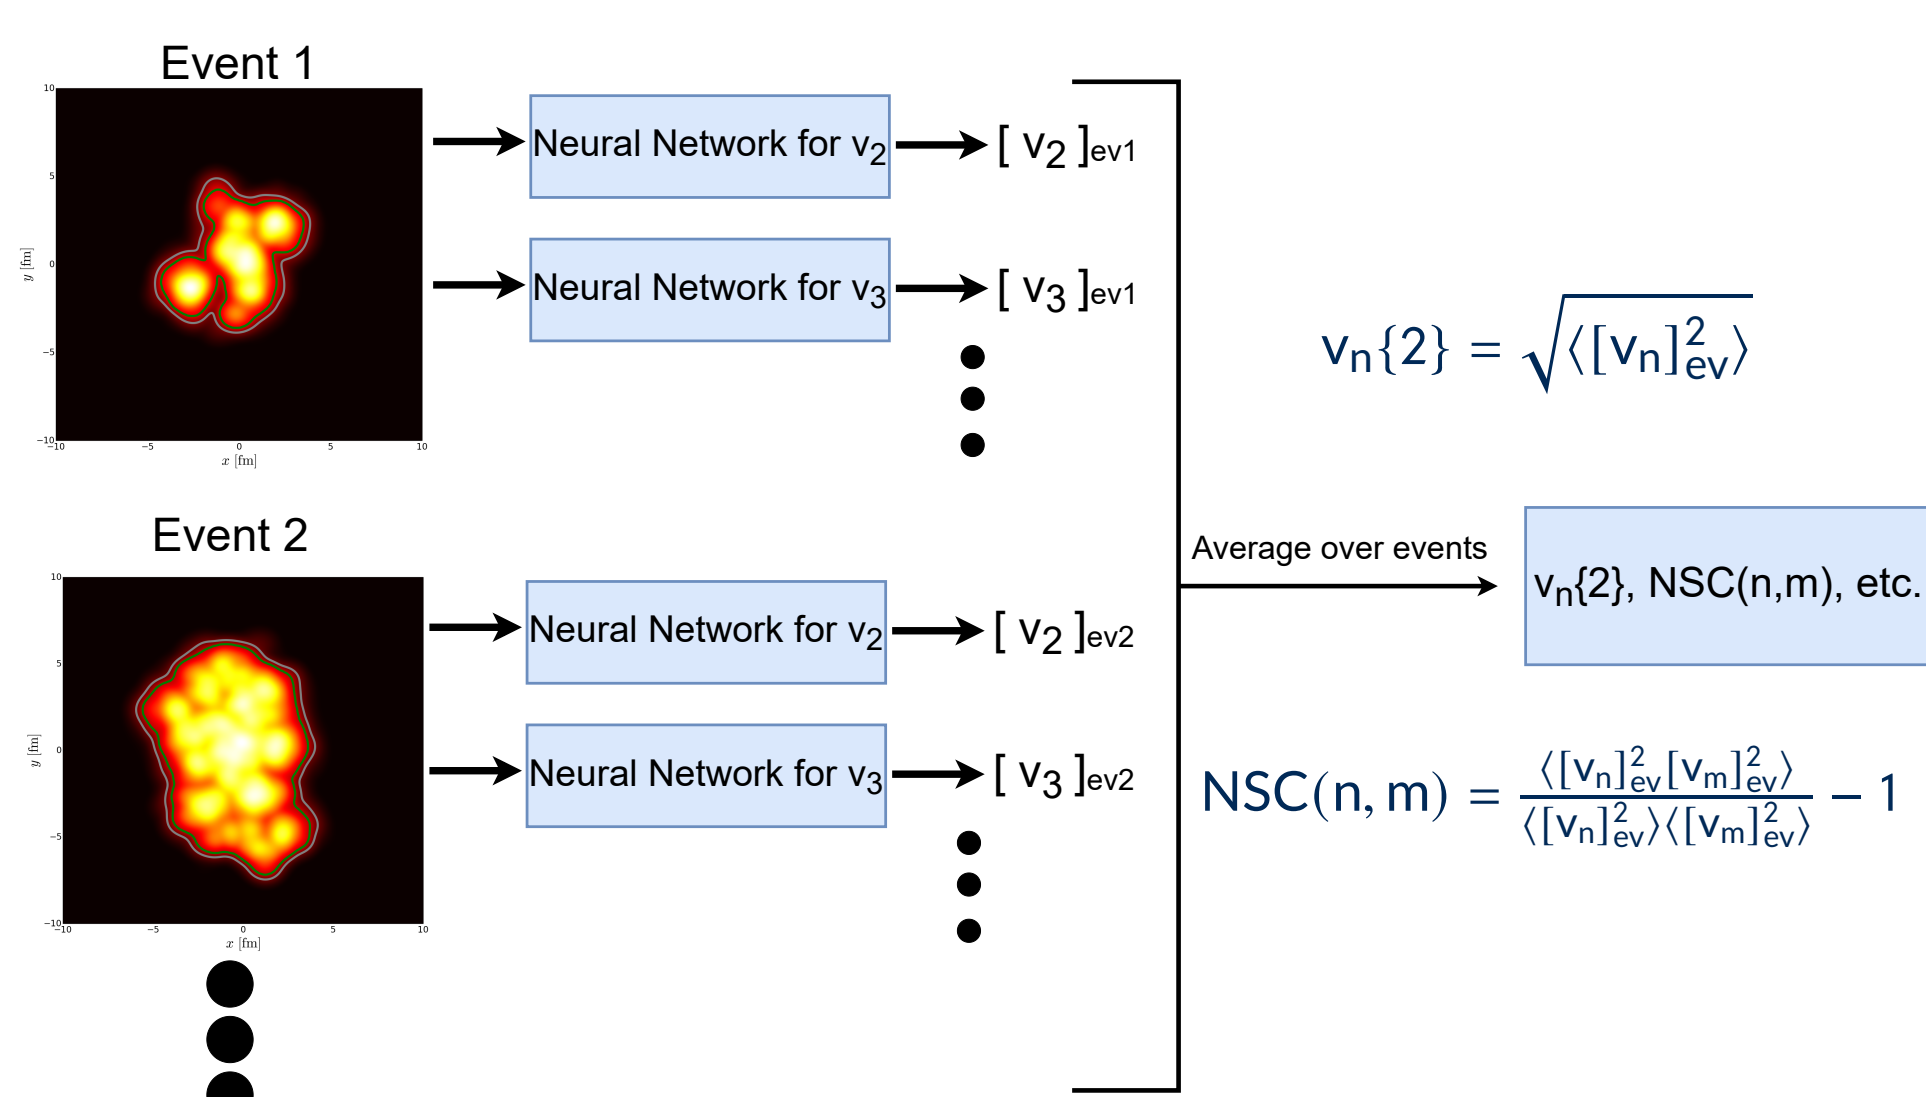 Event 1
10
5
0
−5
−10
y [fm]
−10 −5 0 5 10
x [fm]
Neural Network for v₂
[ v₂ ]ev1
Neural Network for v₃
[ v₃ ]ev1
Event 2
10
5
0
−5
−10
y [fm]
−10 −5 0 5 10
x [fm]
Neural Network for v₂
[ v₂ ]ev2
Neural Network for v₃
[ v₃ ]ev2
vₙ{2} = √⟨[vₙ]²ev⟩
Average over events
vₙ{2}, NSC(n,m), etc.
NSC(n, m) = ⟨[vₙ]²ev[vₘ]²ev⟩ / ⟨[vₙ]²ev⟩⟨[vₘ]²ev⟩ − 1